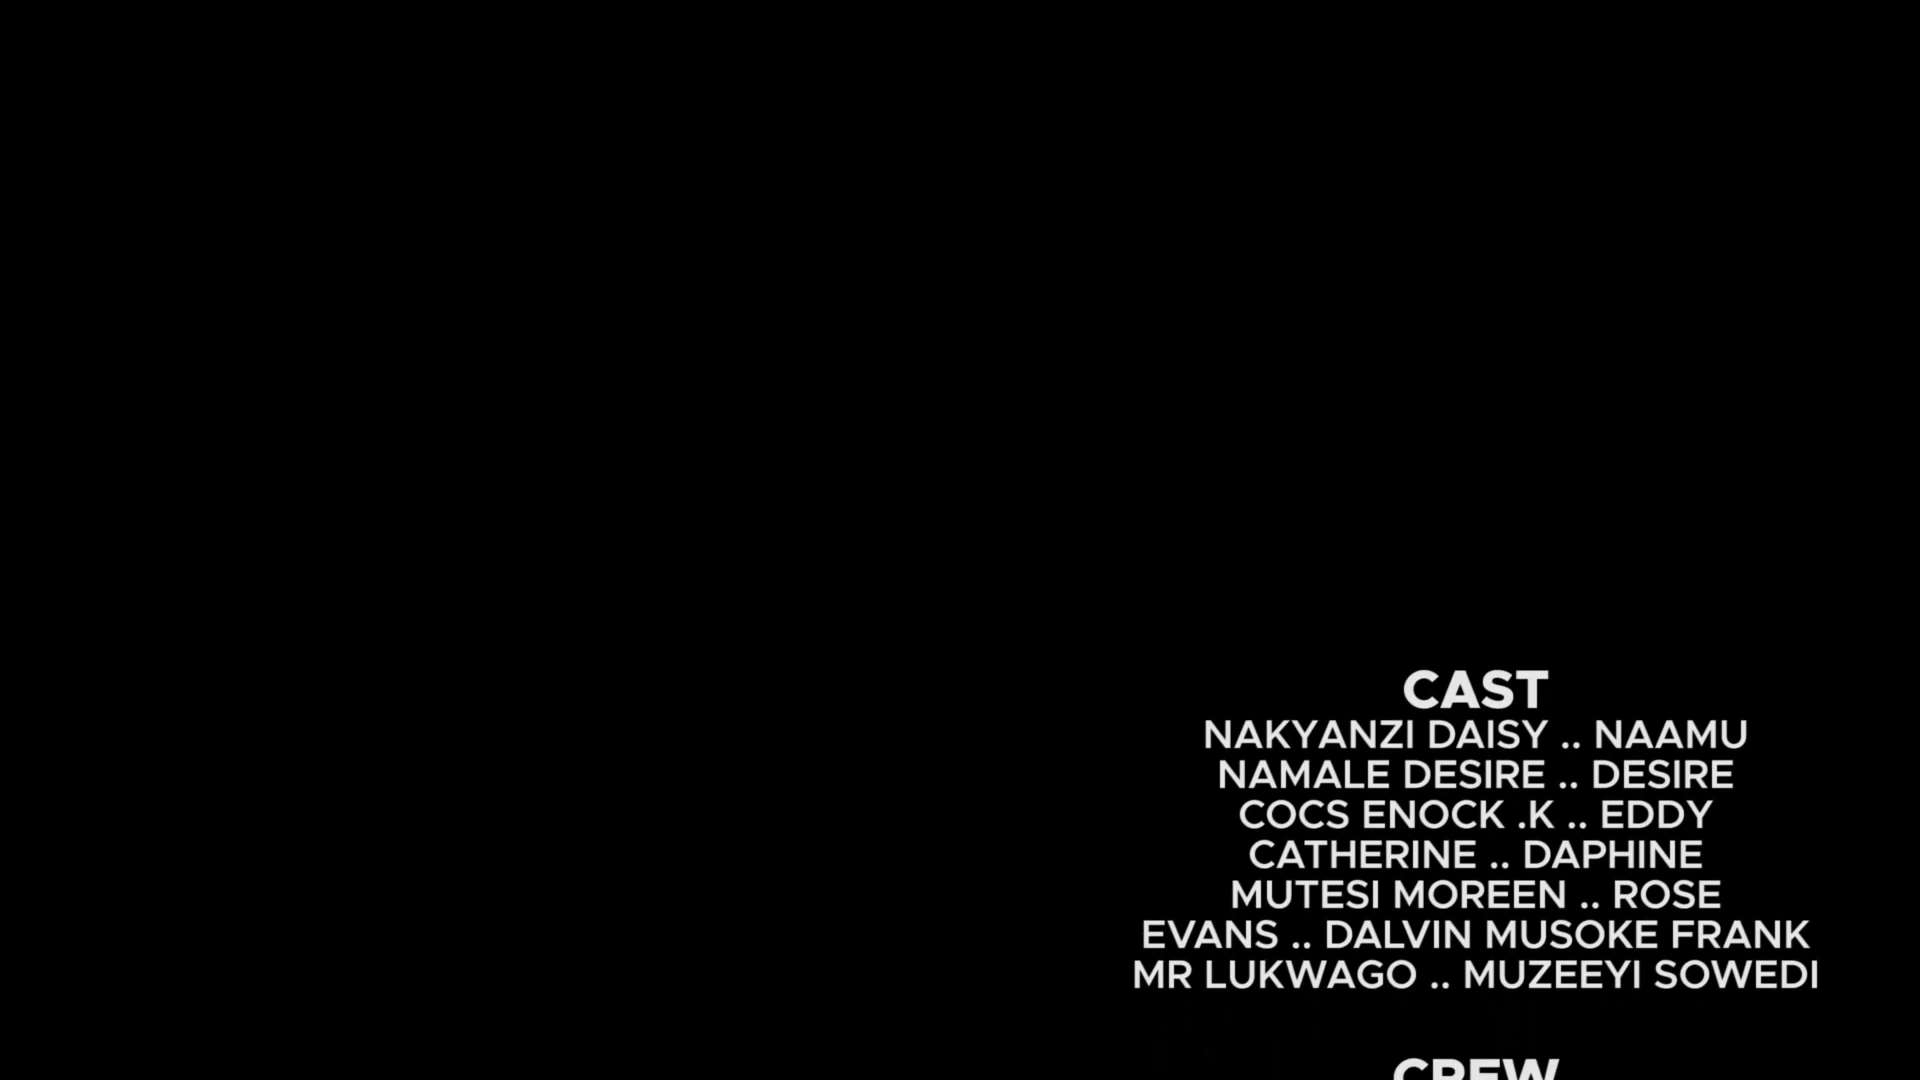 CAST
NAKYANZI DAISY .. NAAMU
NAMALE DESIRE .. DESIRE
COCS ENOCK .K .. EDDY
CATHERINE .. DAPHINE
MUTESI MOREEN .. ROSE
EVANS .. DALVIN MUSOKE FRANK
MR LUKWAGO .. MUZEEYI SOWEDI
CREW